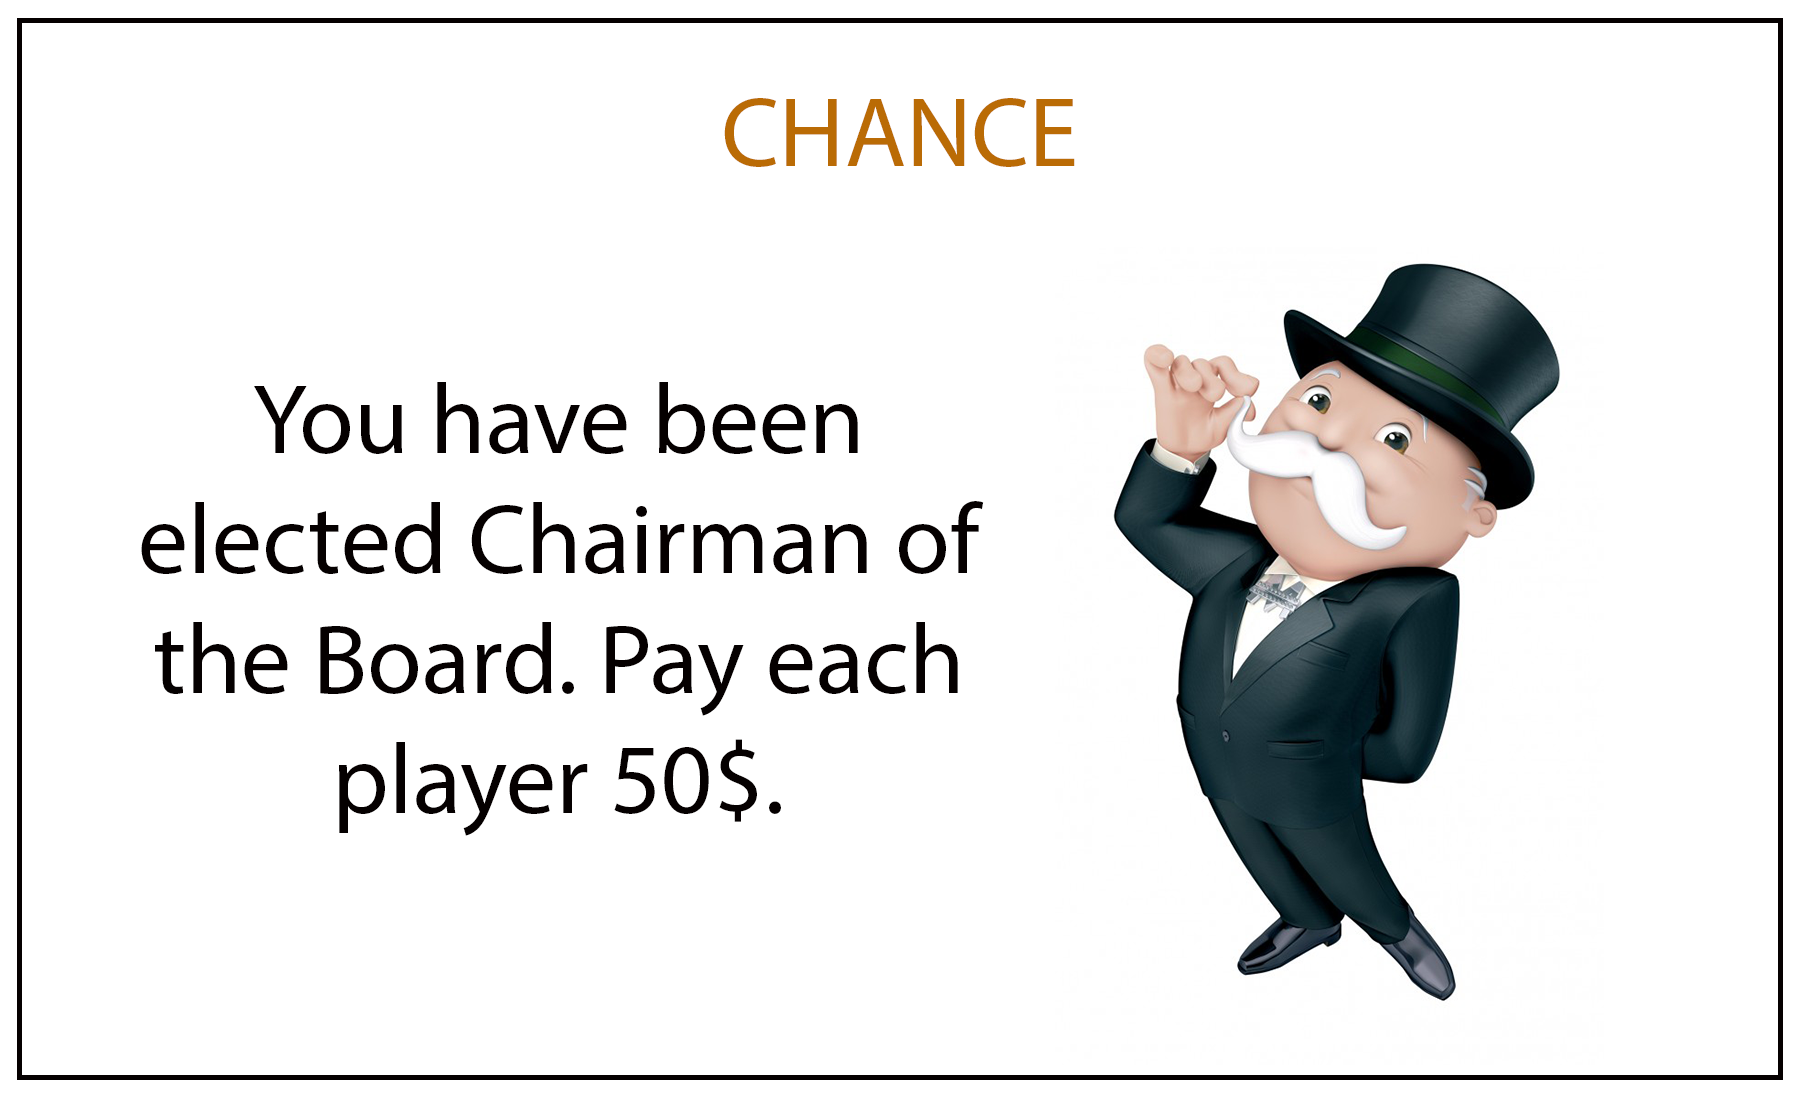 CHANCE
You have been
elected Chairman of
the Board. Pay each
player 50$.